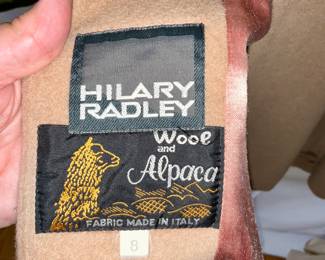 HILARY
RADLEY
Wool
and
Alpaca
FABRIC MADE IN ITALY
8